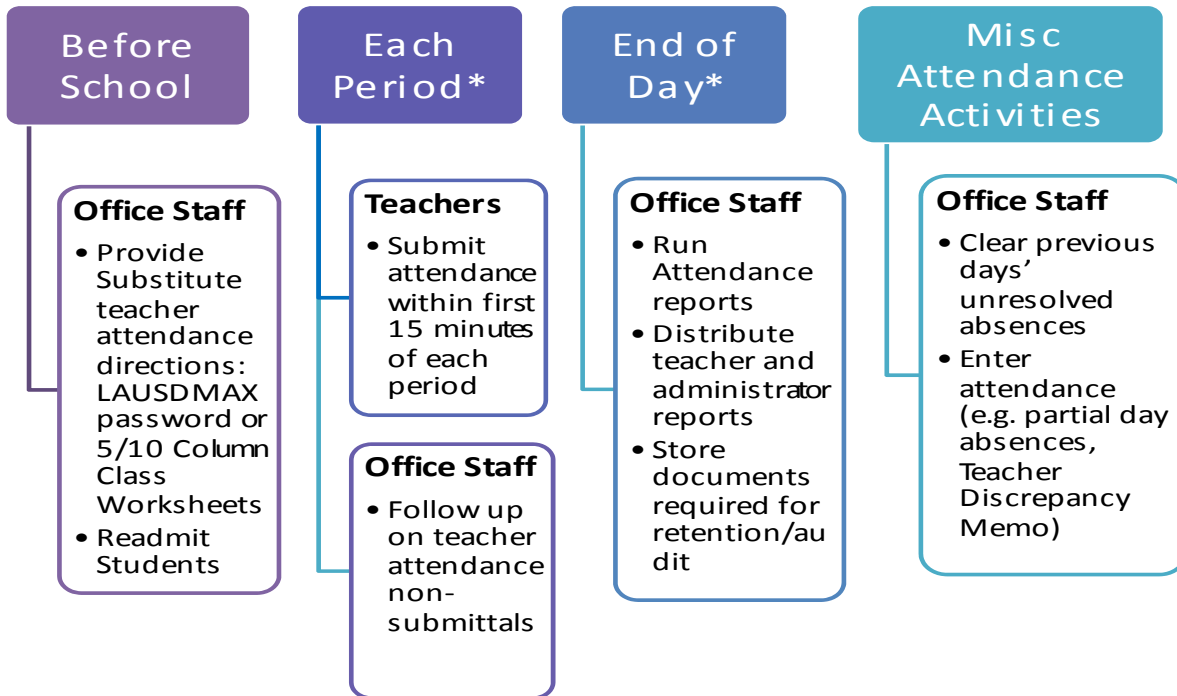 Before
School
Office Staff
• Provide
Substitute
teacher
attendance
directions:
LAUSDMAX
password or
5/10 Column
Class
Worksheets
• Readmit
Students
Each
Period*
Teachers
• Submit
attendance
within first
15 minutes
of each
period
Office Staff
• Follow up
on teacher
attendance
non-
submittals
End of
Day*
Office Staff
• Run
Attendance
reports
• Distribute
teacher and
administrator
reports
• Store
documents
required for
retention/au
dit
Misc
Attendance
Activities
Office Staff
• Clear previous
days’
unresolved
absences
• Enter
attendance
(e.g. partial day
absences,
Teacher
Discrepancy
Memo)